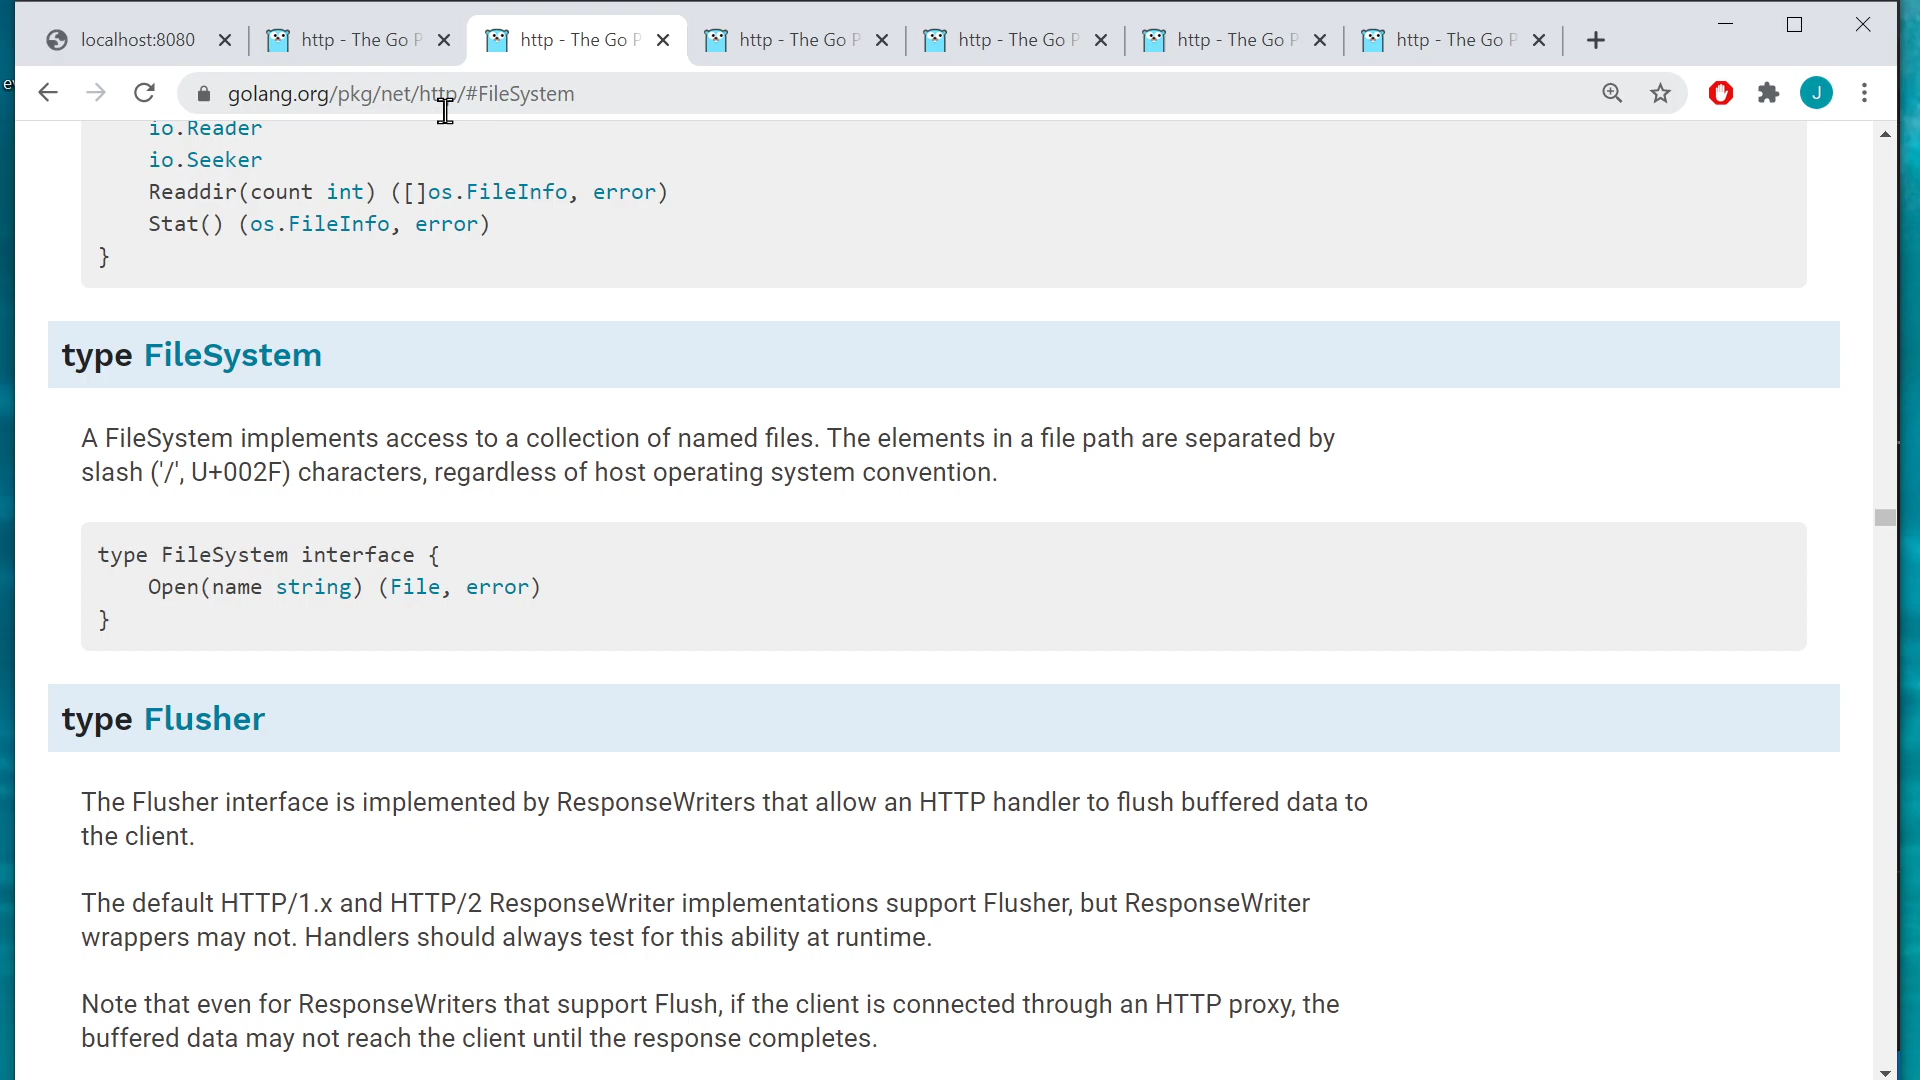 localhost:8080
http - The Go P
http - The Go P
http - The Go P
http - The Go P
http - The Go P
http - The Go P
golang.org/pkg/net/http/#FileSystem
J
io.Reader
io.Seeker
Readdir(count int) ([]os.FileInfo, error)
Stat() (os.FileInfo, error)
}
type FileSystem
A FileSystem implements access to a collection of named files. The elements in a file path are separated by
slash ('/', U+002F) characters, regardless of host operating system convention.
type FileSystem interface {
Open(name string) (File, error)
}
type Flusher
The Flusher interface is implemented by ResponseWriters that allow an HTTP handler to flush buffered data to
the client.
The default HTTP/1.x and HTTP/2 ResponseWriter implementations support Flusher, but ResponseWriter
wrappers may not. Handlers should always test for this ability at runtime.
Note that even for ResponseWriters that support Flush, if the client is connected through an HTTP proxy, the
buffered data may not reach the client until the response completes.